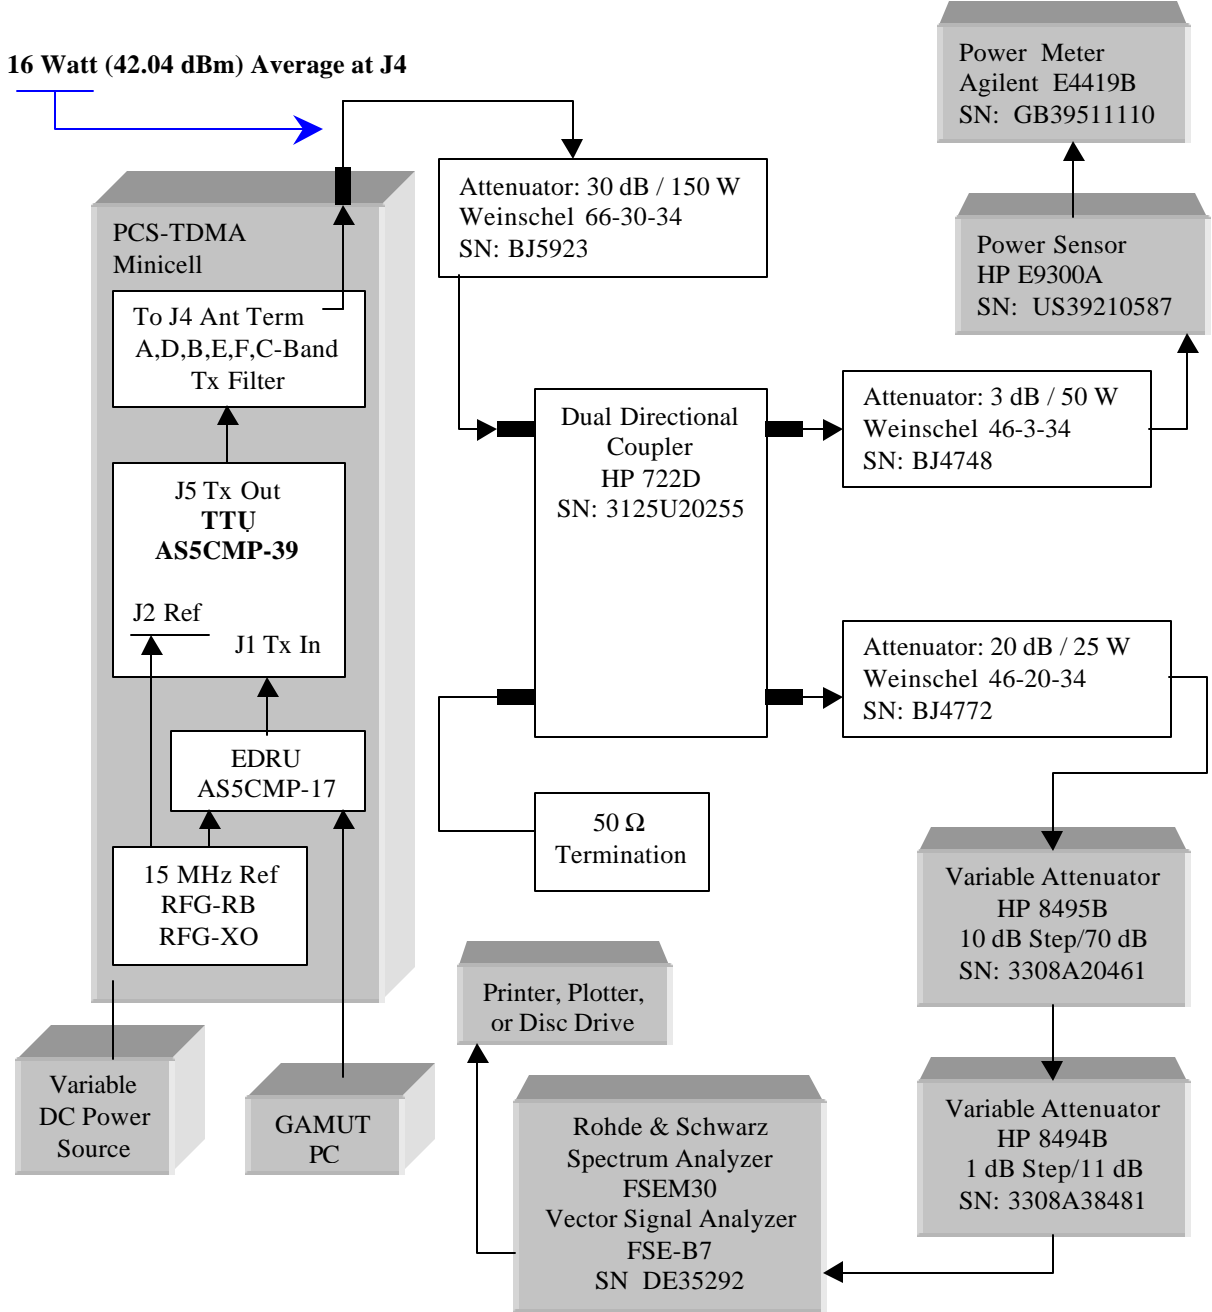 16 Watt (42.04 dBm) Average at J4
Power Meter
Agilent E4419B
SN: GB39511110
Attenuator: 30 dB / 150 W
Weinschel 66-30-34
SN: BJ5923
PCS-TDMA
Minicell
Power Sensor
HP E9300A
SN: US39210587
To J4 Ant Term
A,D,B,E,F,C-Band
Tx Filter
Dual Directional
Coupler
HP 722D
SN: 3125U20255
Attenuator: 3 dB / 50 W
Weinschel 46-3-34
SN: BJ4748
J5 Tx Out
TTU
AS5CMP-39
J2 Ref
J1 Tx In
Attenuator: 20 dB / 25 W
Weinschel 46-20-34
SN: BJ4772
EDRU
AS5CMP-17
50 Ω
Termination
15 MHz Ref
RFG-RB
RFG-XO
Variable Attenuator
HP 8495B
10 dB Step/70 dB
SN: 3308A20461
Printer, Plotter,
or Disc Drive
Variable
DC Power
Source
GAMUT
PC
Rohde & Schwarz
Spectrum Analyzer
FSEM30
Vector Signal Analyzer
FSE-B7
SN DE35292
Variable Attenuator
HP 8494B
1 dB Step/11 dB
SN: 3308A38481